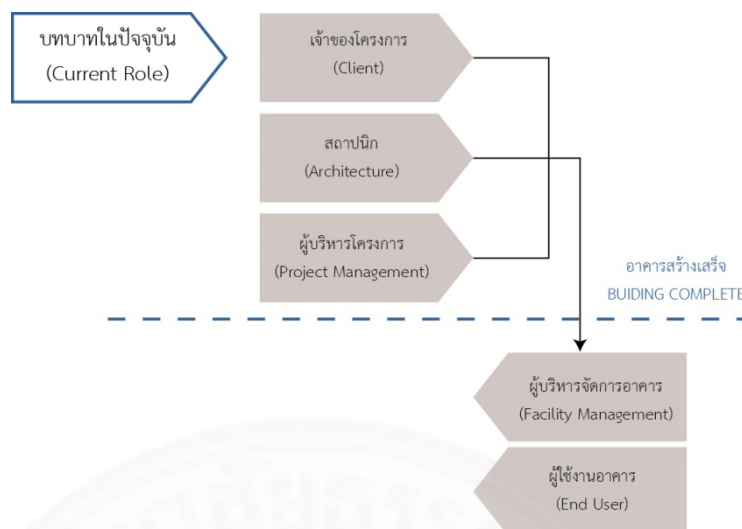 บทบาทในปัจจุบัน
(Current Role)
เจ้าของโครงการ
(Client)
สถาปนิก
(Architecture)
ผู้บริหารโครงการ
(Project Management)
อาคารสร้างเสร็จ
BUIDING COMPLETE
ผู้บริหารจัดการอาคาร
(Facility Management)
ผู้ใช้งานอาคาร
(End User)